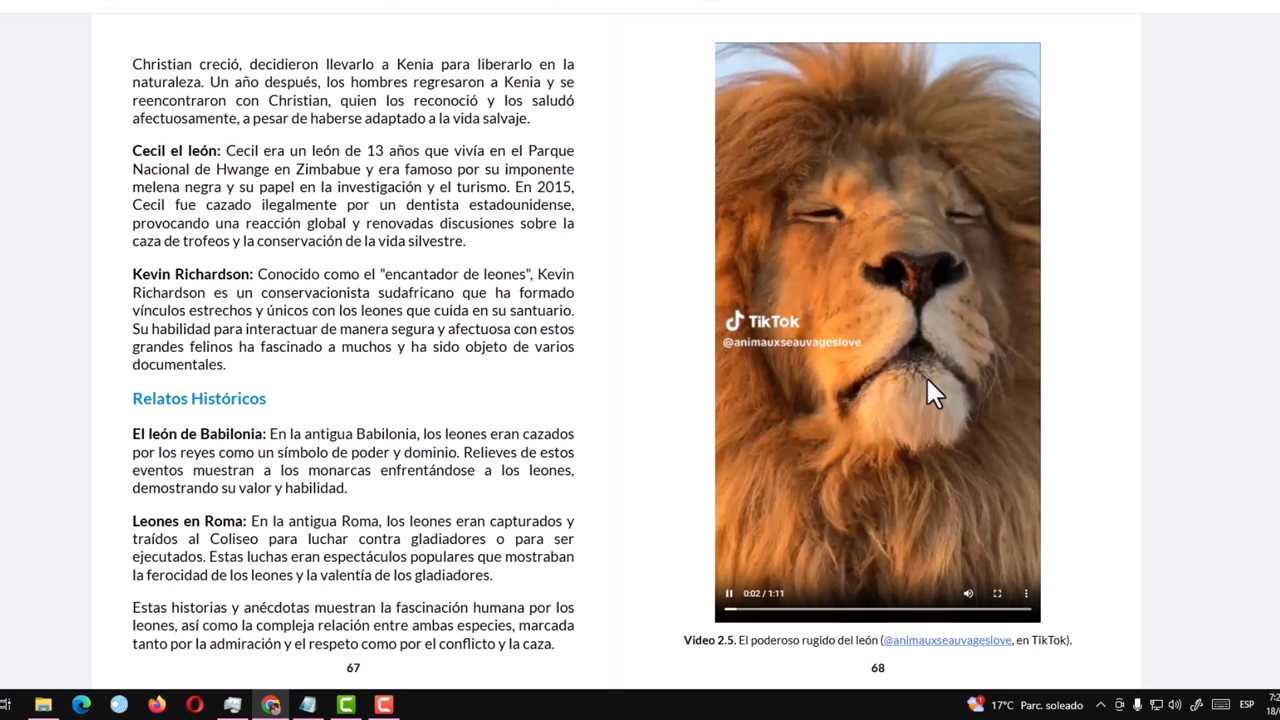 Christian creció, decidieron llevarlo a Kenia para liberarlo en la
naturaleza. Un año después, los hombres regresaron a Kenia y se
reencontraron con Christian, quien los reconoció y los saludó
afectuosamente, a pesar de haberse adaptado a la vida salvaje.
Cecil el león: Cecil era un león de 13 años que vivía en el Parque
Nacional de Hwange en Zimbabue y era famoso por su imponente
melena negra y su papel en la investigación y el turismo. En 2015,
Cecil fue cazado ilegalmente por un dentista estadounidense,
provocando una reacción global y renovadas discusiones sobre la
caza de trofeos y la conservación de la vida silvestre.
Kevin Richardson: Conocido como el "encantador de leones", Kevin
Richardson es un conservacionista sudafricano que ha formado
vínculos estrechos y únicos con los leones que cuida en su santuario.
Su habilidad para interactuar de manera segura y afectuosa con estos
grandes felinos ha fascinado a muchos y ha sido objeto de varios
documentales.
Relatos Históricos
El león de Babilonia: En la antigua Babilonia, los leones eran cazados
por los reyes como un símbolo de poder y dominio. Relieves de estos
eventos muestran a los monarcas enfrentándose a los leones,
demostrando su valor y habilidad.
Leones en Roma: En la antigua Roma, los leones eran capturados y
traídos al Coliseo para luchar contra gladiadores o para ser
ejecutados. Estas luchas eran espectáculos populares que mostraban
la ferocidad de los leones y la valentía de los gladiadores.
Estas historias y anécdotas muestran la fascinación humana por los
leones, así como la compleja relación entre ambas especies, marcada
tanto por la admiración y el respeto como por el conflicto y la caza.
67
TikTok
@animauxseauvageslove
0:02 / 1:11
Video 2.5. El poderoso rugido del león (@animauxseauvageslove, en TikTok).
68
17°C Parc. soleado
ESP
7:2
18/